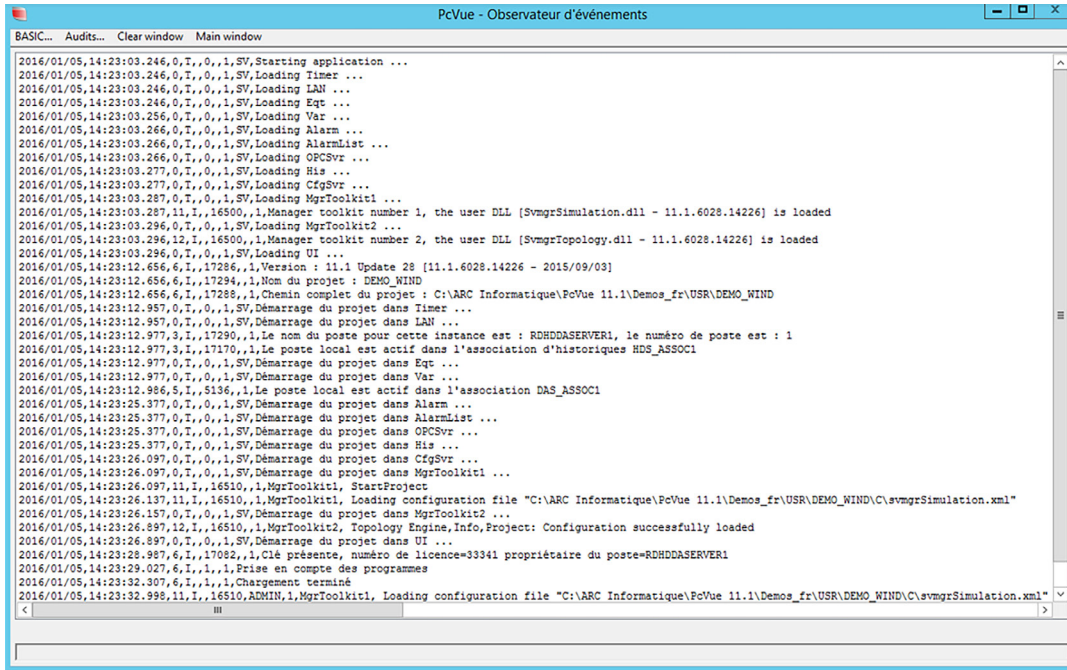 PcVue - Observateur d'événements
BASIC... Audits... Clear window Main window
2016/01/05,14:23:03.246,0,T,,0,,1,SV,Starting application ...
2016/01/05,14:23:03.246,0,T,,0,,1,SV,Loading Timer ...
2016/01/05,14:23:03.246,0,T,,0,,1,SV,Loading LAN ...
2016/01/05,14:23:03.246,0,T,,0,,1,SV,Loading Eqt ...
2016/01/05,14:23:03.256,0,T,,0,,1,SV,Loading Var ...
2016/01/05,14:23:03.266,0,T,,0,,1,SV,Loading Alarm ...
2016/01/05,14:23:03.266,0,T,,0,,1,SV,Loading AlarmList ...
2016/01/05,14:23:03.266,0,T,,0,,1,SV,Loading OPCSvr ...
2016/01/05,14:23:03.277,0,T,,0,,1,SV,Loading His ...
2016/01/05,14:23:03.277,0,T,,0,,1,SV,Loading CfgSvr ...
2016/01/05,14:23:03.287,0,T,,0,,1,SV,Loading MgrToolkit1 ...
2016/01/05,14:23:03.287,11,I,,16500,,1,Manager toolkit number 1, the user DLL [SvmgrSimulation.dll - 11.1.6028.14226] is loaded
2016/01/05,14:23:03.296,0,T,,0,,1,SV,Loading MgrToolkit2 ...
2016/01/05,14:23:03.296,12,I,,16500,,1,Manager toolkit number 2, the user DLL [SvmgrTopology.dll - 11.1.6028.14226] is loaded
2016/01/05,14:23:03.296,0,T,,0,,1,SV,Loading UI ...
2016/01/05,14:23:12.656,6,I,,17286,,1,Version : 11.1 Update 28 [11.1.6028.14226 - 2015/09/03]
2016/01/05,14:23:12.656,6,I,,17294,,1,Nom du projet : DEMO_WIND
2016/01/05,14:23:12.656,6,I,,17288,,1,Chemin complet du projet : C:\ARC Informatique\PcVue 11.1\Demos_fr\USR\DEMO_WIND
2016/01/05,14:23:12.957,0,T,,0,,1,SV,Démarrage du projet dans Timer ...
2016/01/05,14:23:12.957,0,T,,0,,1,SV,Démarrage du projet dans LAN ...
2016/01/05,14:23:12.977,3,I,,17290,,1,Le nom du poste pour cette instance est : RDHDDASERVER1, le numéro de poste est : 1
2016/01/05,14:23:12.977,3,I,,17170,,1,Le poste local est actif dans l'association d'historiques HDS_ASSOC1
2016/01/05,14:23:12.977,0,T,,0,,1,SV,Démarrage du projet dans Eqt ...
2016/01/05,14:23:12.977,0,T,,0,,1,SV,Démarrage du projet dans Var ...
2016/01/05,14:23:12.986,5,I,,5136,,1,Le poste local est actif dans l'association DAS_ASSOC1
2016/01/05,14:23:25.377,0,T,,0,,1,SV,Démarrage du projet dans Alarm ...
2016/01/05,14:23:25.377,0,T,,0,,1,SV,Démarrage du projet dans AlarmList ...
2016/01/05,14:23:25.377,0,T,,0,,1,SV,Démarrage du projet dans OPCSvr ...
2016/01/05,14:23:25.377,0,T,,0,,1,SV,Démarrage du projet dans His ...
2016/01/05,14:23:26.097,0,T,,0,,1,SV,Démarrage du projet dans CfgSvr ...
2016/01/05,14:23:26.097,0,T,,0,,1,SV,Démarrage du projet dans MgrToolkit1 ...
2016/01/05,14:23:26.097,11,I,,16510,,1,MgrToolkit1, StartProject
2016/01/05,14:23:26.137,11,I,,16510,,1,MgrToolkit1, Loading configuration file "C:\ARC Informatique\PcVue 11.1\Demos_fr\USR\DEMO_WIND\C\svmgrSimulation.xml"
2016/01/05,14:23:26.157,0,T,,0,,1,SV,Démarrage du projet dans MgrToolkit2 ...
2016/01/05,14:23:26.897,12,I,,16510,,1,MgrToolkit2, Topology Engine,Info,Project: Configuration successfully loaded
2016/01/05,14:23:26.897,0,T,,0,,1,SV,Démarrage du projet dans UI ...
2016/01/05,14:23:28.987,6,I,,17082,,1,Clé présente, numéro de licence=33341 propriétaire du poste=RDHDDASERVER1
2016/01/05,14:23:29.027,6,I,,1,,1,Prise en compte des programmes
2016/01/05,14:23:32.307,6,I,,1,,1,Chargement terminé
2016/01/05,14:23:32.998,11,I,,16510,ADMIN,1,MgrToolkit1, Loading configuration file "C:\ARC Informatique\PcVue 11.1\Demos_fr\USR\DEMO_WIND\C\svmgrSimulation.xml"